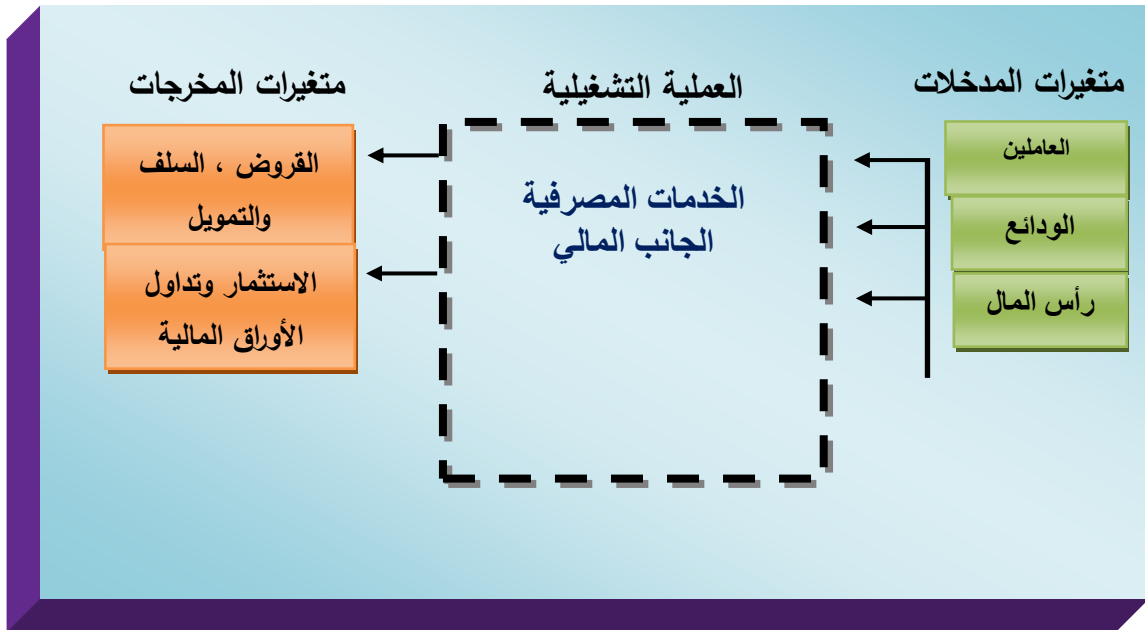 متغيرات المدخلات
العاملين
الودائع
رأس المال
العملية التشغيلية
الخدمات المصرفية
الجانب المالي
متغيرات المخرجات
القروض ، السلف
والتمويل
الاستثمار وتداول
الأوراق المالية